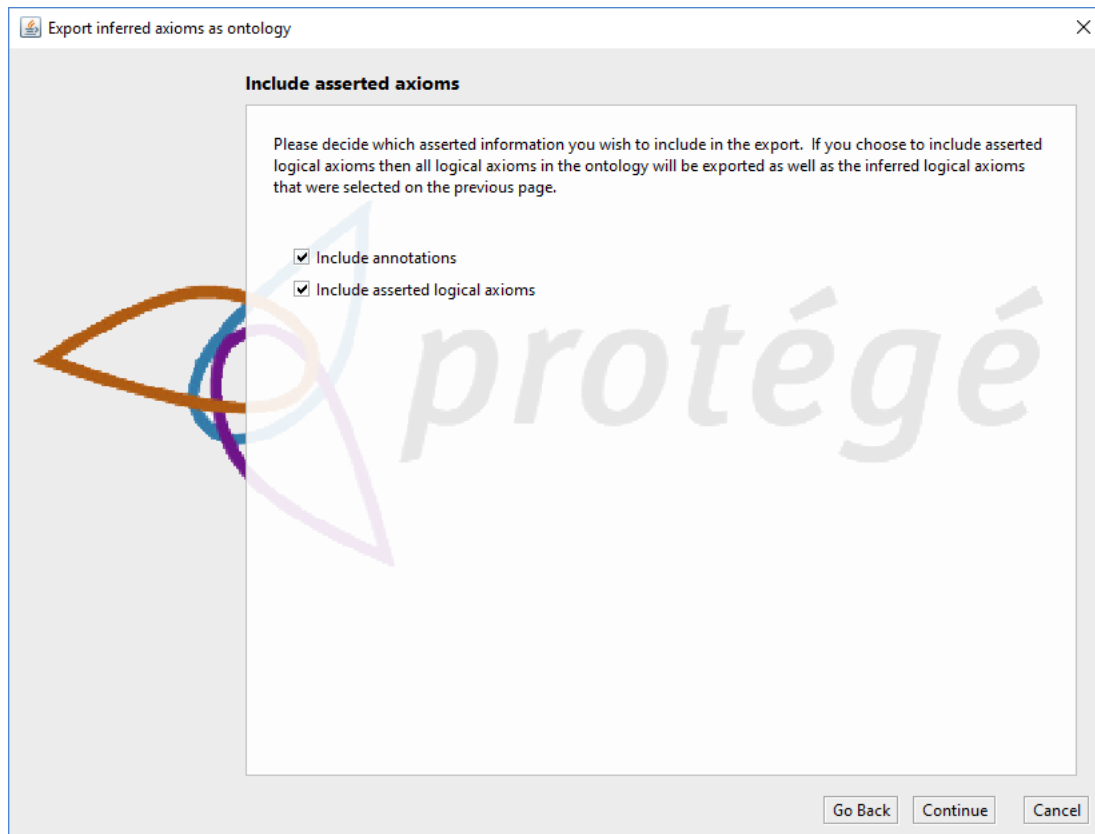 Export inferred axioms as ontology
Include asserted axioms
Please decide which asserted information you wish to include in the export.  If you choose to include asserted
logical axioms then all logical axioms in the ontology will be exported as well as the inferred logical axioms
that were selected on the previous page.
Include annotations
Include asserted logical axioms
protégé
Go Back
Continue
Cancel